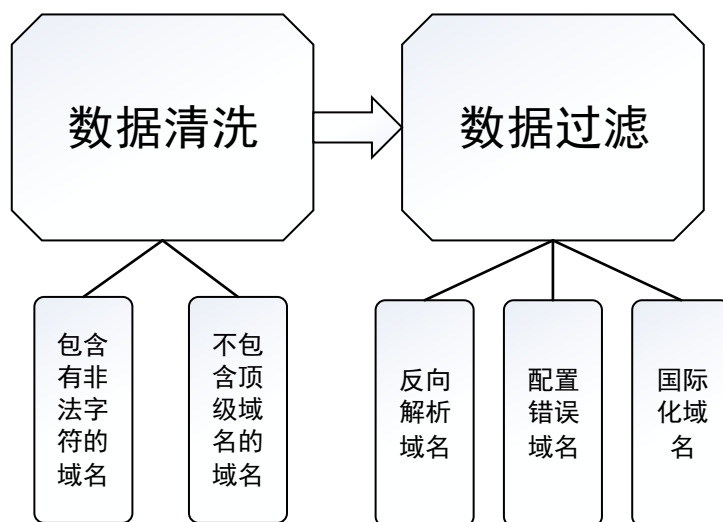 数据清洗
数据过滤
包含
有非
法字
符的
域名
不包
含顶
级域
名的
域名
反向
解析
域名
配置
错误
域名
国际
化域
名